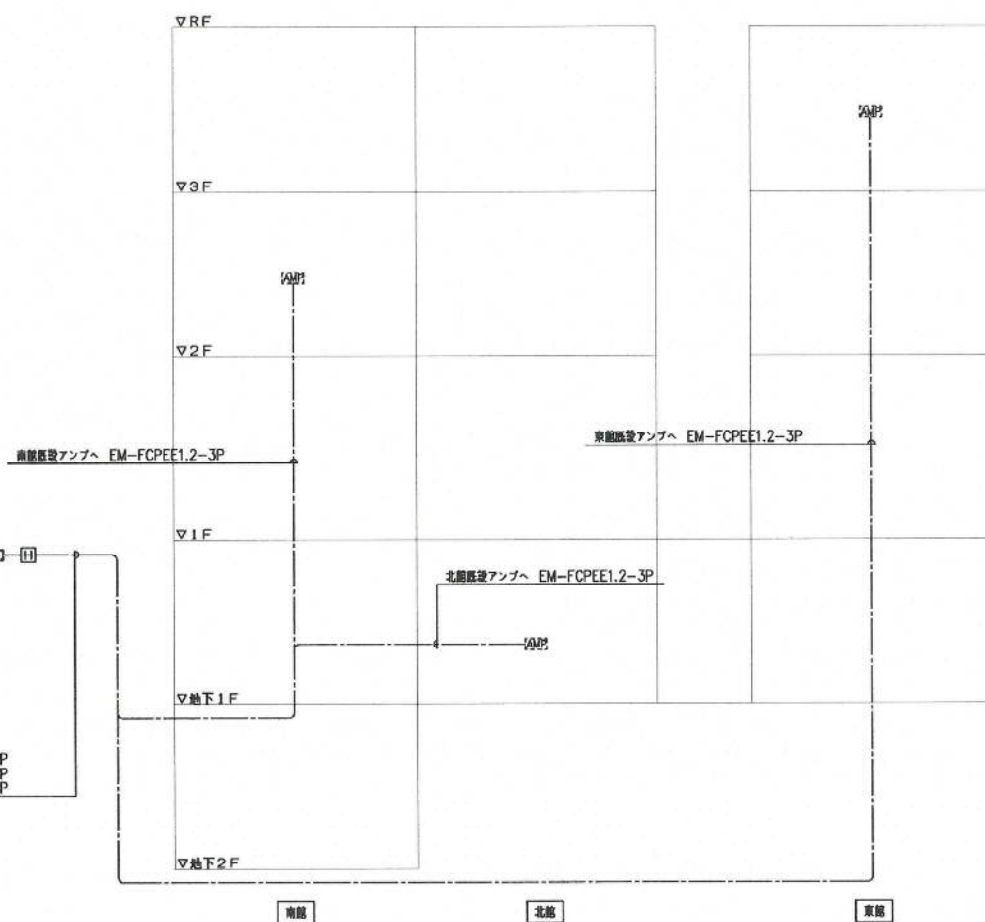 ▽RF
AMP
▽3F
AMP
▽2F
東館既設アンプへ EM-FCPEE1.2-3P
南館既設アンプへ EM-FCPEE1.2-3P
▽1F
H
北館既設アンプへ EM-FCPEE1.2-3P
AMP
▽地下1F
P
P
P
▽地下2F
南館
北館
東館